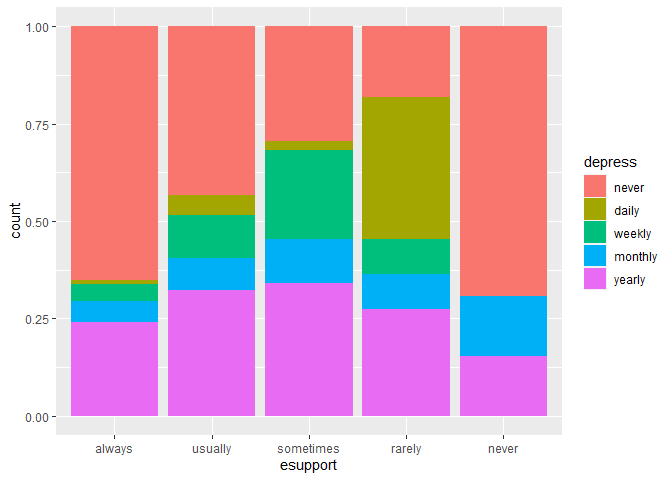 1.00
0.75
0.50
0.25
0.00
count
always usually sometimes rarely never
esupport
depress
never
daily
weekly
monthly
yearly